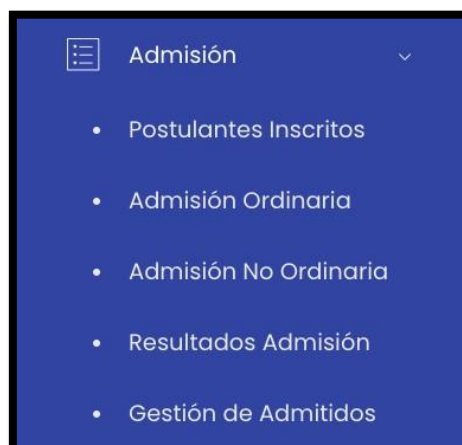 Admisión
Postulantes Inscritos
Admisión Ordinaria
Admisión No Ordinaria
Resultados Admisión
Gestión de Admitidos